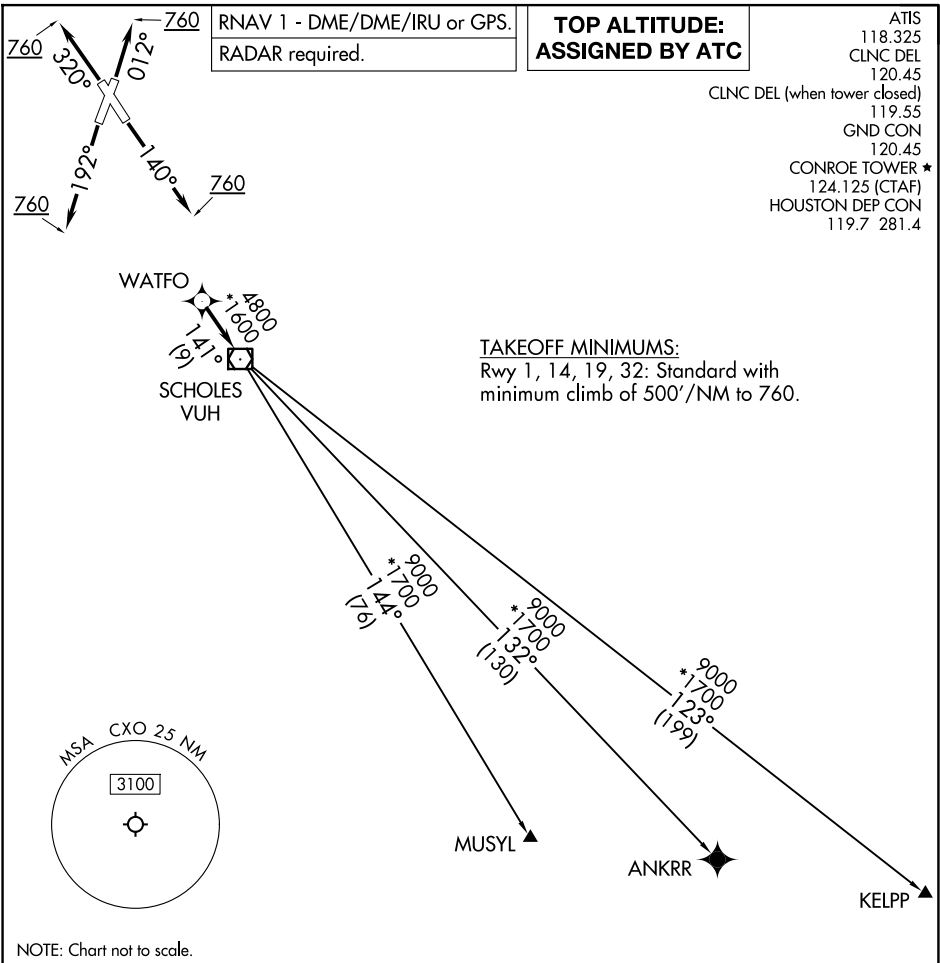 760
320°
760
012°
192°
760
140°
760
RNAV 1 - DME/DME/IRU or GPS.
RADAR required.
TOP ALTITUDE:
ASSIGNED BY ATC
ATIS
118.325
CLNC DEL
120.45
CLNC DEL (when tower closed)
119.55
GND CON
120.45
CONROE TOWER ★
124.125 (CTAF)
HOUSTON DEP CON
119.7 281.4
WATFO
4800
*1600
141°
(9)
SCHOLES
VUH
TAKEOFF MINIMUMS:
Rwy 1, 14, 19, 32: Standard with
minimum climb of 500'/NM to 760.
9000
*1700
144°
(76)
9000
*1700
132°
(130)
9000
*1700
123°
(199)
MSA CXO 25 NM
3100
MUSYL
ANKRR
KELPP
NOTE: Chart not to scale.